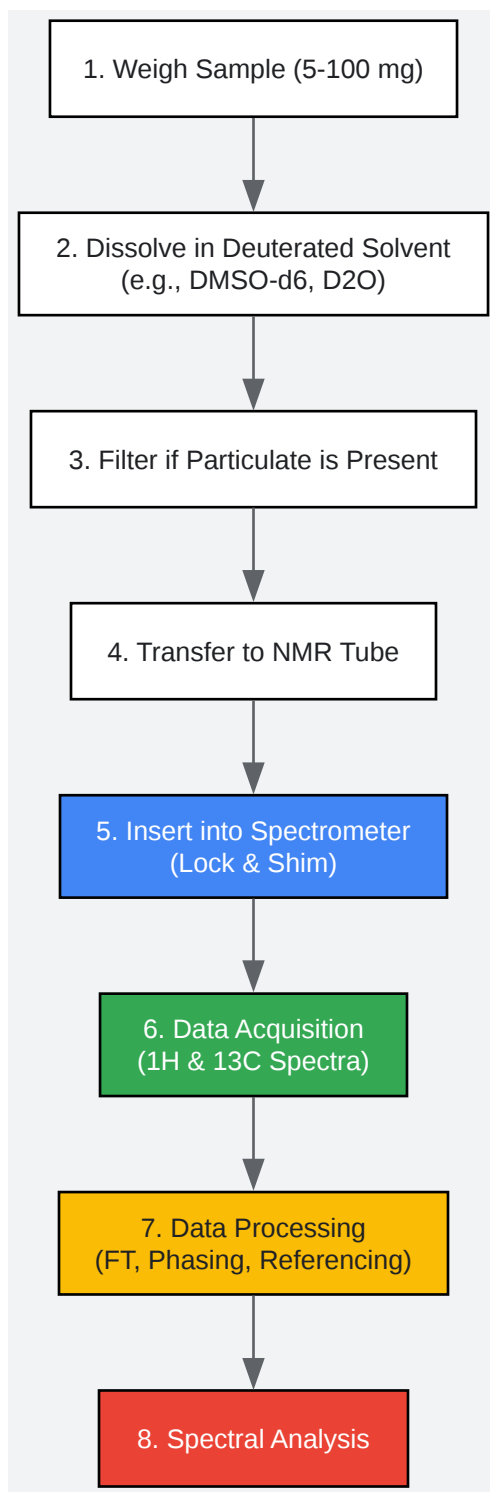 1. Weigh Sample (5-100 mg)
2. Dissolve in Deuterated Solvent
(e.g., DMSO-d6, D2O)
3. Filter if Particulate is Present
4. Transfer to NMR Tube
5. Insert into Spectrometer
(Lock & Shim)
6. Data Acquisition
(1H & 13C Spectra)
7. Data Processing
(FT, Phasing, Referencing)
8. Spectral Analysis